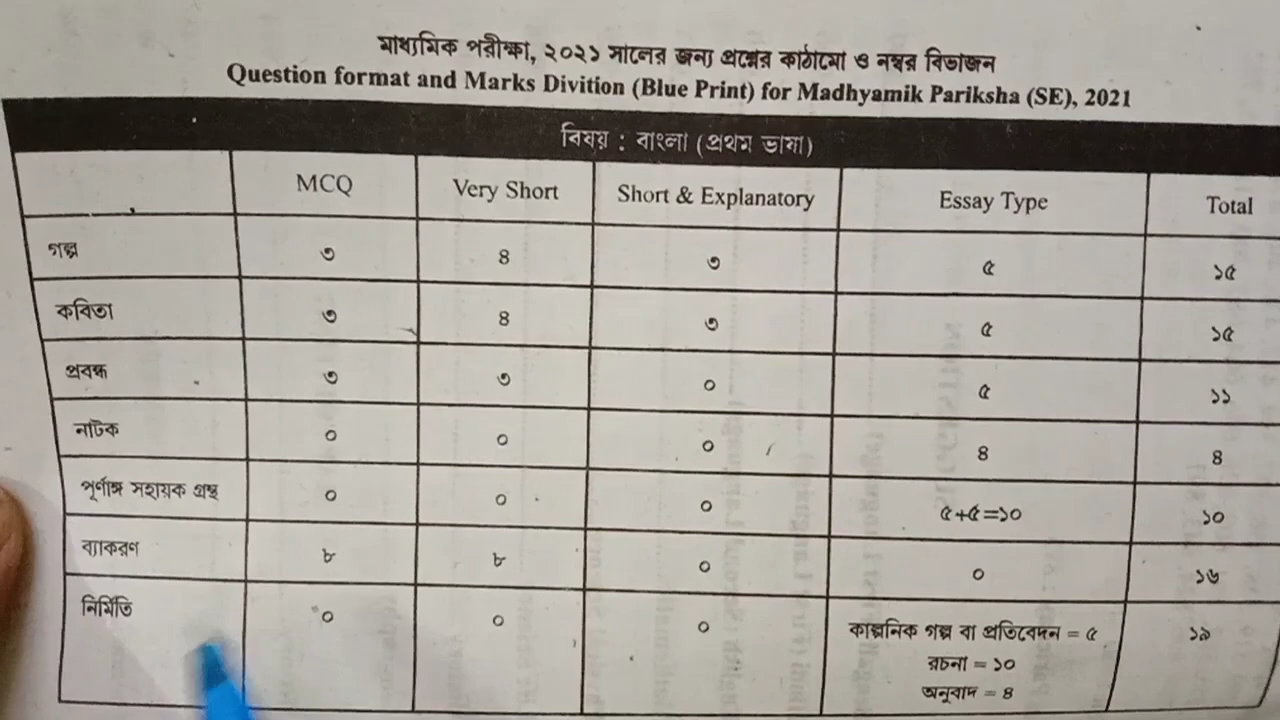 মাধ্যমিক পরীক্ষা, ২০২১ সালের জন্য প্রশ্নের কাঠামো ও নম্বর বিভাজন
Question format and Marks Divition (Blue Print) for Madhyamik Pariksha (SE), 2021
বিষয় : বাংলা (প্রথম ভাষা)
MCQ Very Short Short & Explanatory Essay Type Total
গল্প ৩ ৪ ৩ ৫ ১৫
কবিতা ৩ ৪ ৩ ৫ ১৫
প্রবন্ধ ৩ ৩ ০ ৫ ১১
নাটক ০ ০ ০ ৪ ৪
পূর্ণাঙ্গ সহায়ক গ্রন্থ ০ ০ ০ ৫+৫=১০ ১০
ব্যাকরণ ৮ ৮ ০ ০ ১৬
নির্মিতি ০ ০ ০ কাল্পনিক গল্প বা প্রতিবেদন = ৫ ১৯
রচনা = ১০
অনুবাদ = ৪